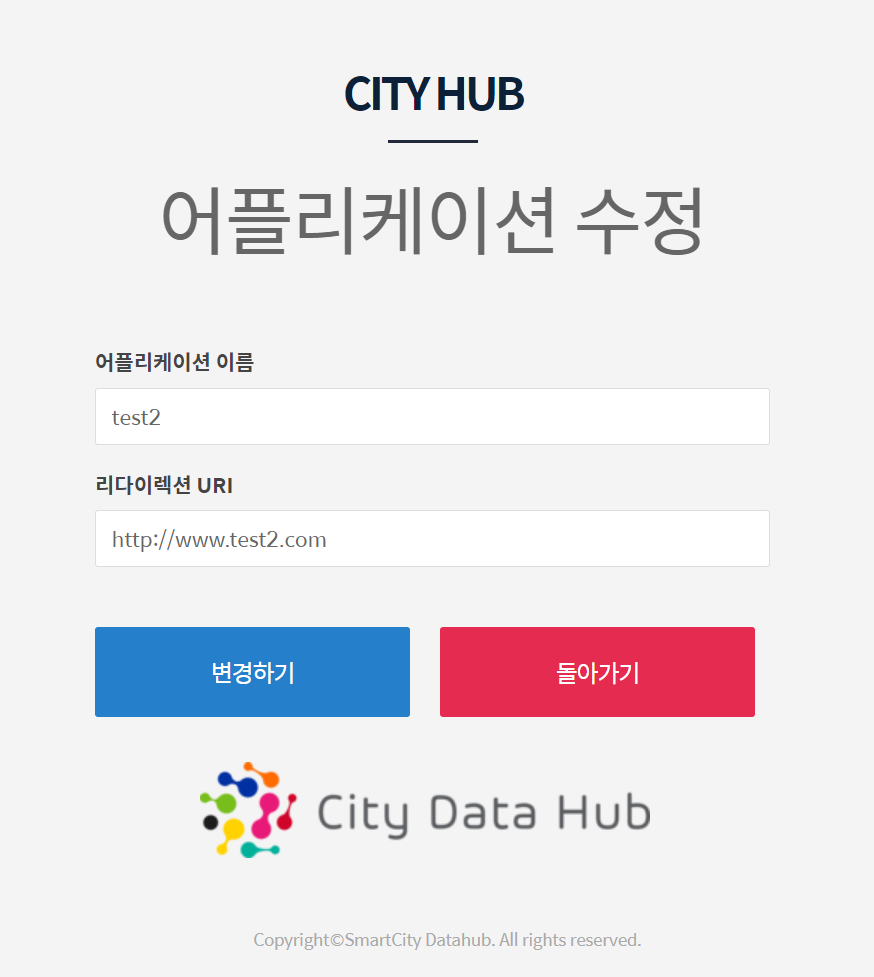 CITY HUB
어플리케이션 수정
어플리케이션 이름
test2
리다이렉션 URI
http://www.test2.com
변경하기
돌아가기
City Data Hub
Copyright©SmartCity Datahub. All rights reserved.